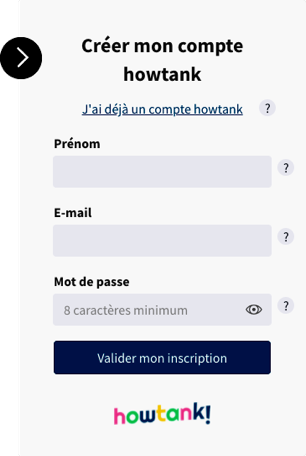 Créer mon compte
howtank
J'ai déjà un compte howtank ?
Prénom
?
E-mail
?
Mot de passe
8 caractères minimum ?
Valider mon inscription
howtank!